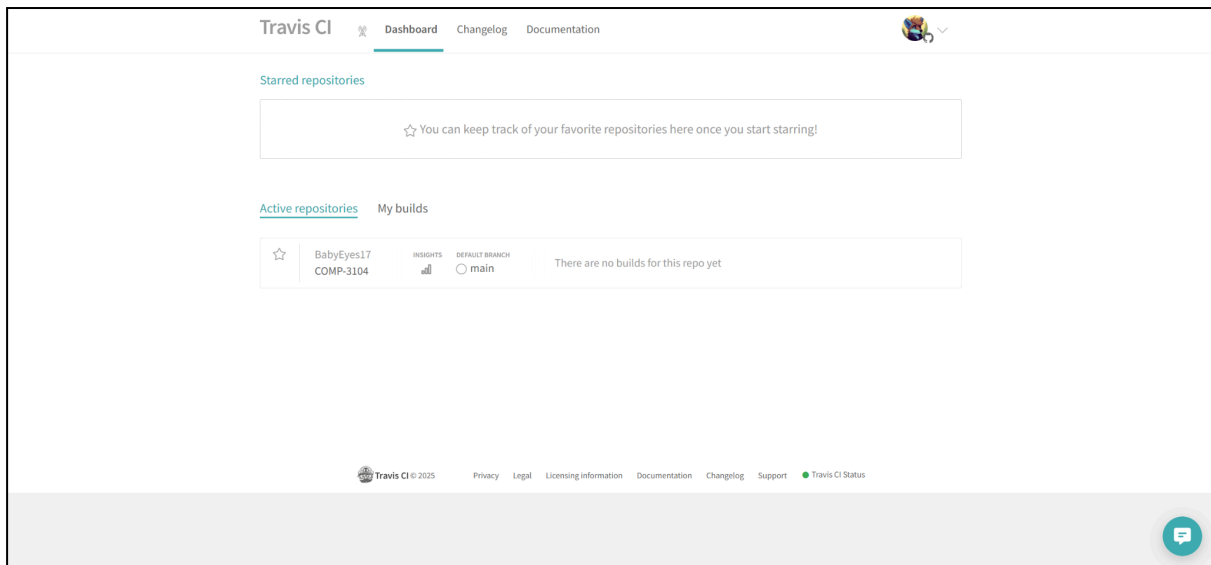 Travis CI Dashboard Changelog Documentation
Starred repositories
You can keep track of your favorite repositories here once you start starring!
Active repositories My builds
BabyEyes17 INSIGHTS DEFAULT BRANCH
COMP-3104 main There are no builds for this repo yet
Travis CI © 2025 Privacy Legal Licensing information Documentation Changelog Support Travis CI Status